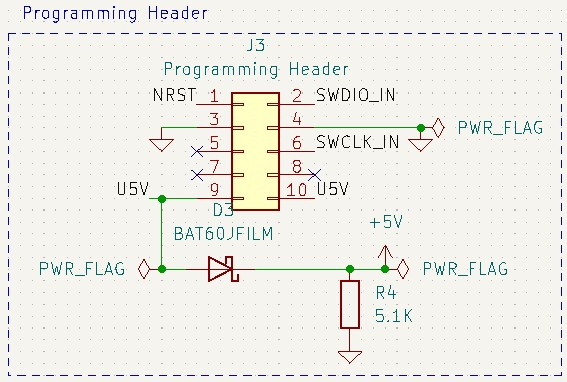 Programming Header
J3
Programming Header
NRST 1 2 SWDIO_IN
3 4 PWR_FLAG
5 6 SWCLK_IN
7 8
U5V 9 10 U5V
D3
BAT60JFILM
+5V
PWR_FLAG PWR_FLAG
R4
5.1K